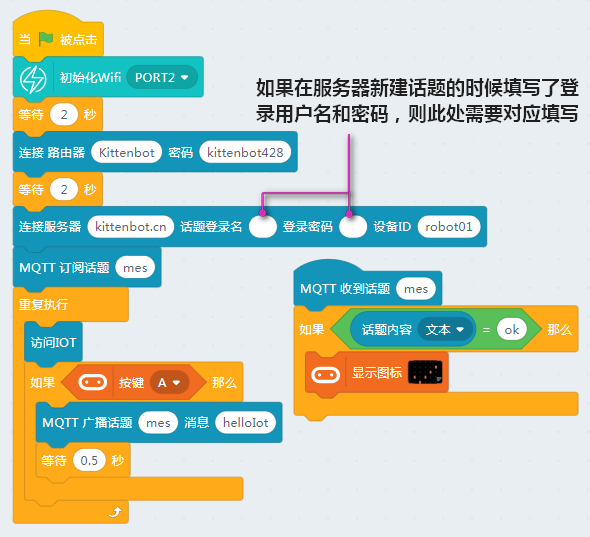 当 被点击
初始化Wifi PORT2
等待 2 秒
连接 路由器 Kittenbot 密码 kittenbot428
等待 2 秒
连接服务器 kittenbot.cn 话题登录名 登录密码 设备ID robot01
MQTT 订阅话题 mes
重复执行
访问IOT
如果 按键 A 那么
MQTT 广播话题 mes 消息 helloIot
等待 0.5 秒
如果在服务器新建话题的时候填写了登
录用户名和密码，则此处需要对应填写
MQTT 收到话题 mes
如果 话题内容 文本 = ok 那么
显示图标